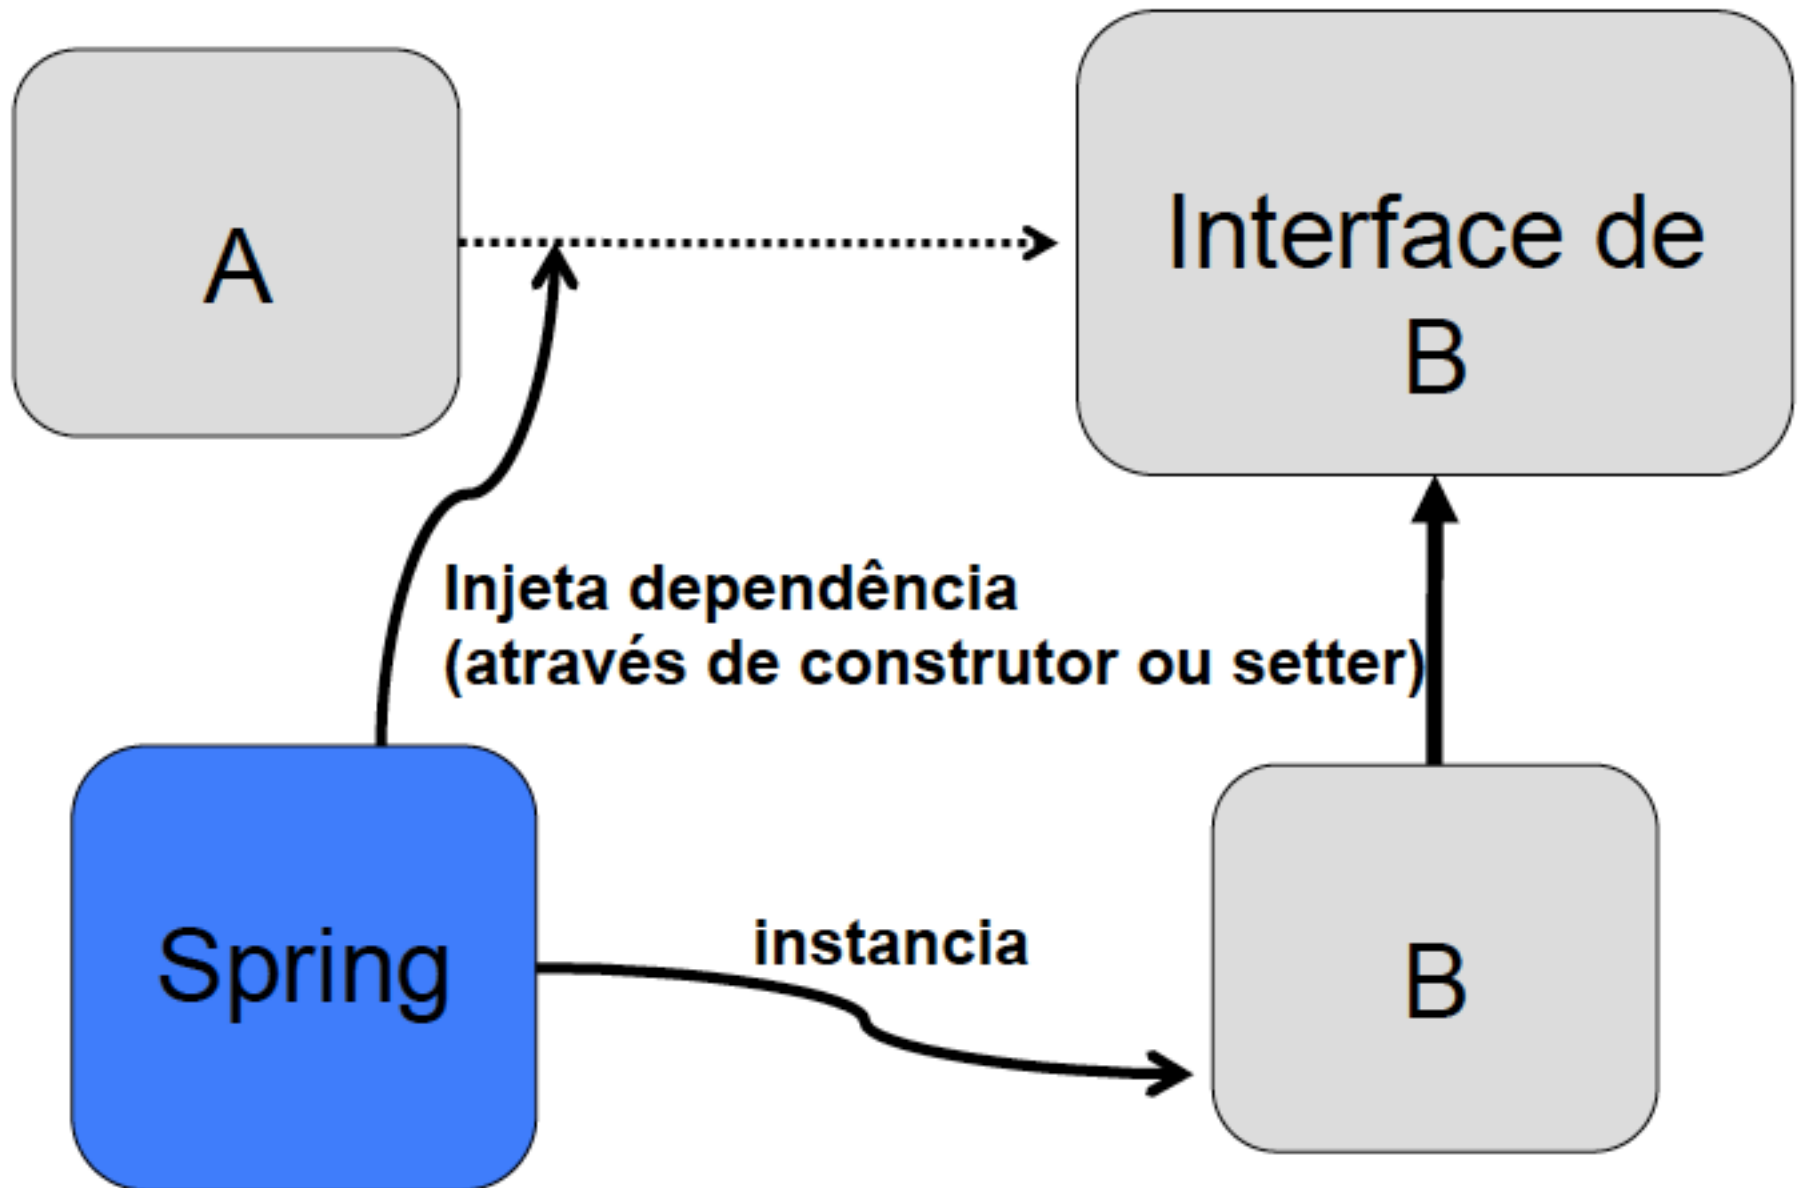 A
Interface de
B
Injeta dependência
(através de construtor ou setter)
Spring
instancia
B